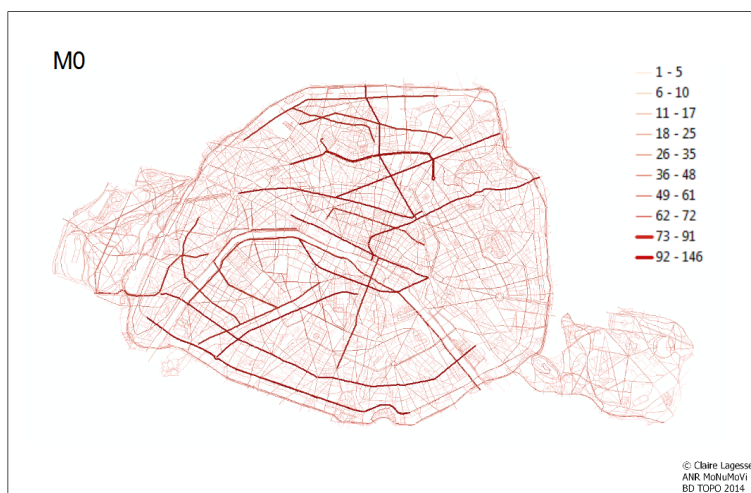 M0
1 - 5
6 - 10
11 - 17
18 - 25
26 - 35
36 - 48
49 - 61
62 - 72
73 - 91
92 - 146
© Claire Lagesse
ANR MoNuMoVi
BD TOPO 2014